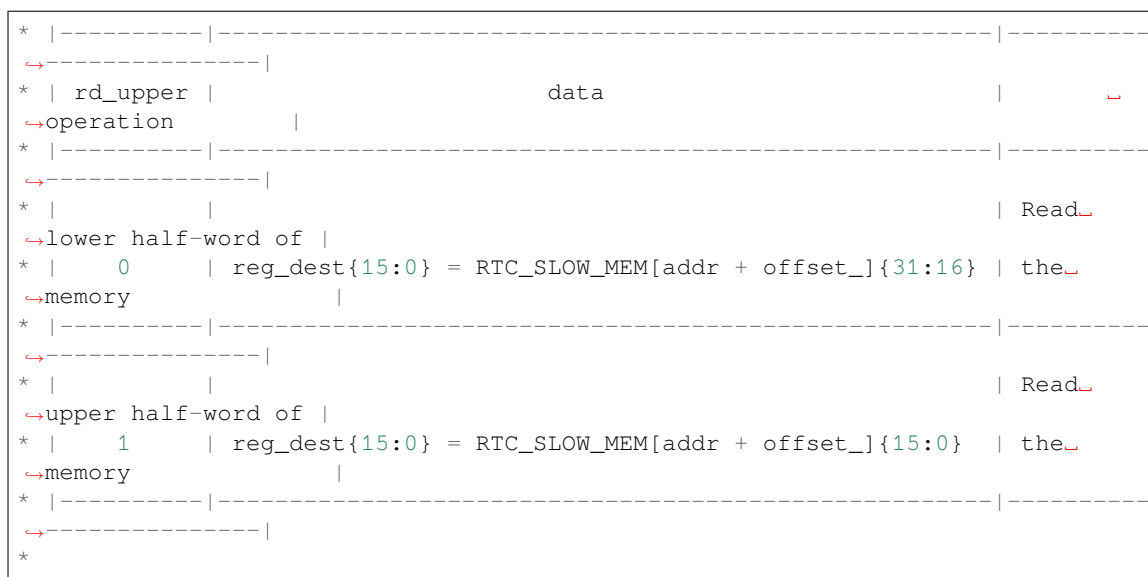 * |----------|--------------------------------------------------------|----------
↪---------------|
* | rd_upper |                        data                            |       ␣
↪operation        |
* |----------|--------------------------------------------------------|----------
↪---------------|
* |          |                                                        | Read␣
↪lower half-word of |
* |    0     | reg_dest{15:0} = RTC_SLOW_MEM[addr + offset_]{31:16} | the␣
↪memory               |
* |----------|--------------------------------------------------------|----------
↪---------------|
* |          |                                                        | Read␣
↪upper half-word of |
* |    1     | reg_dest{15:0} = RTC_SLOW_MEM[addr + offset_]{15:0}  | the␣
↪memory               |
* |----------|--------------------------------------------------------|----------
↪---------------|
*